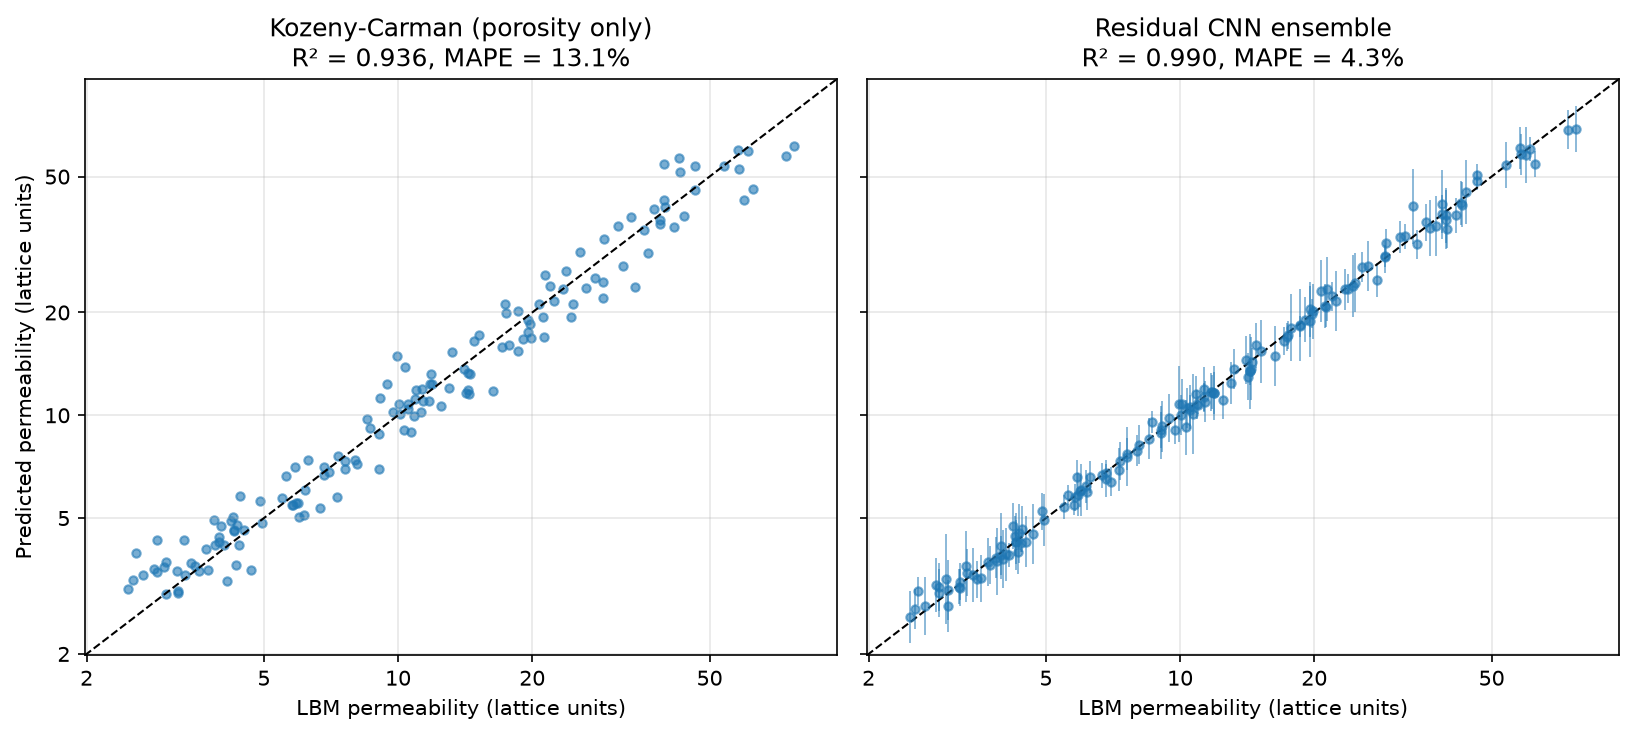 Kozeny-Carman (porosity only)
R² = 0.936, MAPE = 13.1%
Predicted permeability (lattice units)
50
20
10
5
2
2 5 10 20 50
LBM permeability (lattice units)
Residual CNN ensemble
R² = 0.990, MAPE = 4.3%
2 5 10 20 50
LBM permeability (lattice units)